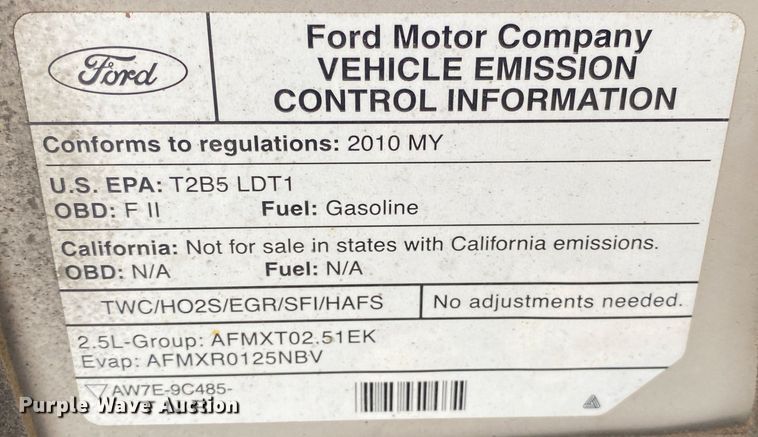 Ford
Ford Motor Company
VEHICLE EMISSION
CONTROL INFORMATION
Conforms to regulations: 2010 MY
U.S. EPA: T2B5 LDT1
OBD: F II Fuel: Gasoline
California: Not for sale in states with California emissions.
OBD: N/A Fuel: N/A
TWC/HO2S/EGR/SFI/HAFS
No adjustments needed.
2.5L-Group: AFMXT02.51EK
Evap: AFMXR0125NBV
AW7E-9C485-
Purple Wave Auction